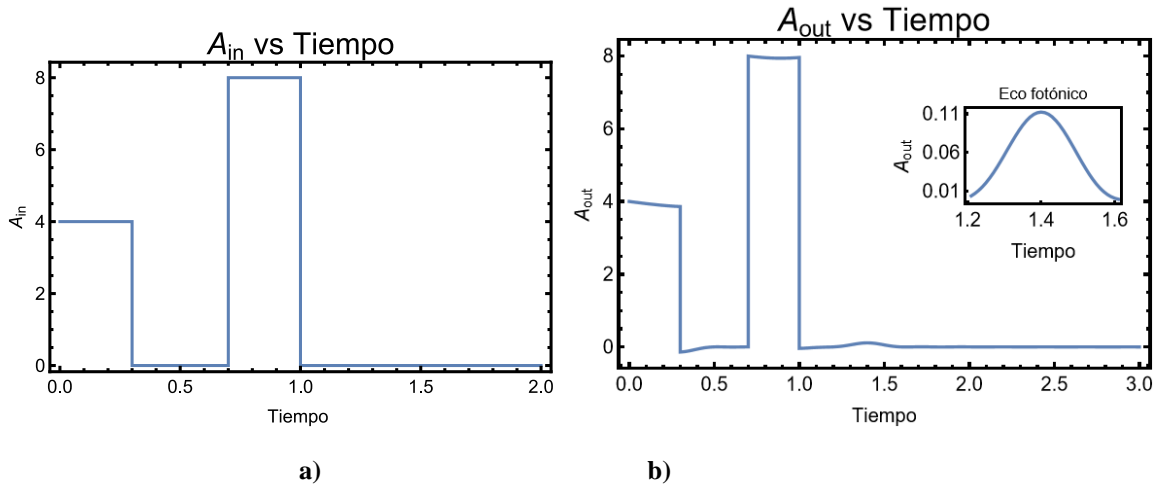 A_in vs Tiempo
A_in
8
6
4
2
0
0.0 0.5 1.0 1.5 2.0
Tiempo
a)
A_out vs Tiempo
A_out
8
6
4
2
0
0.0 0.5 1.0 1.5 2.0 2.5 3.0
Tiempo
Eco fotónico
A_out
0.11
0.06
0.01
1.2 1.4 1.6
Tiempo
b)